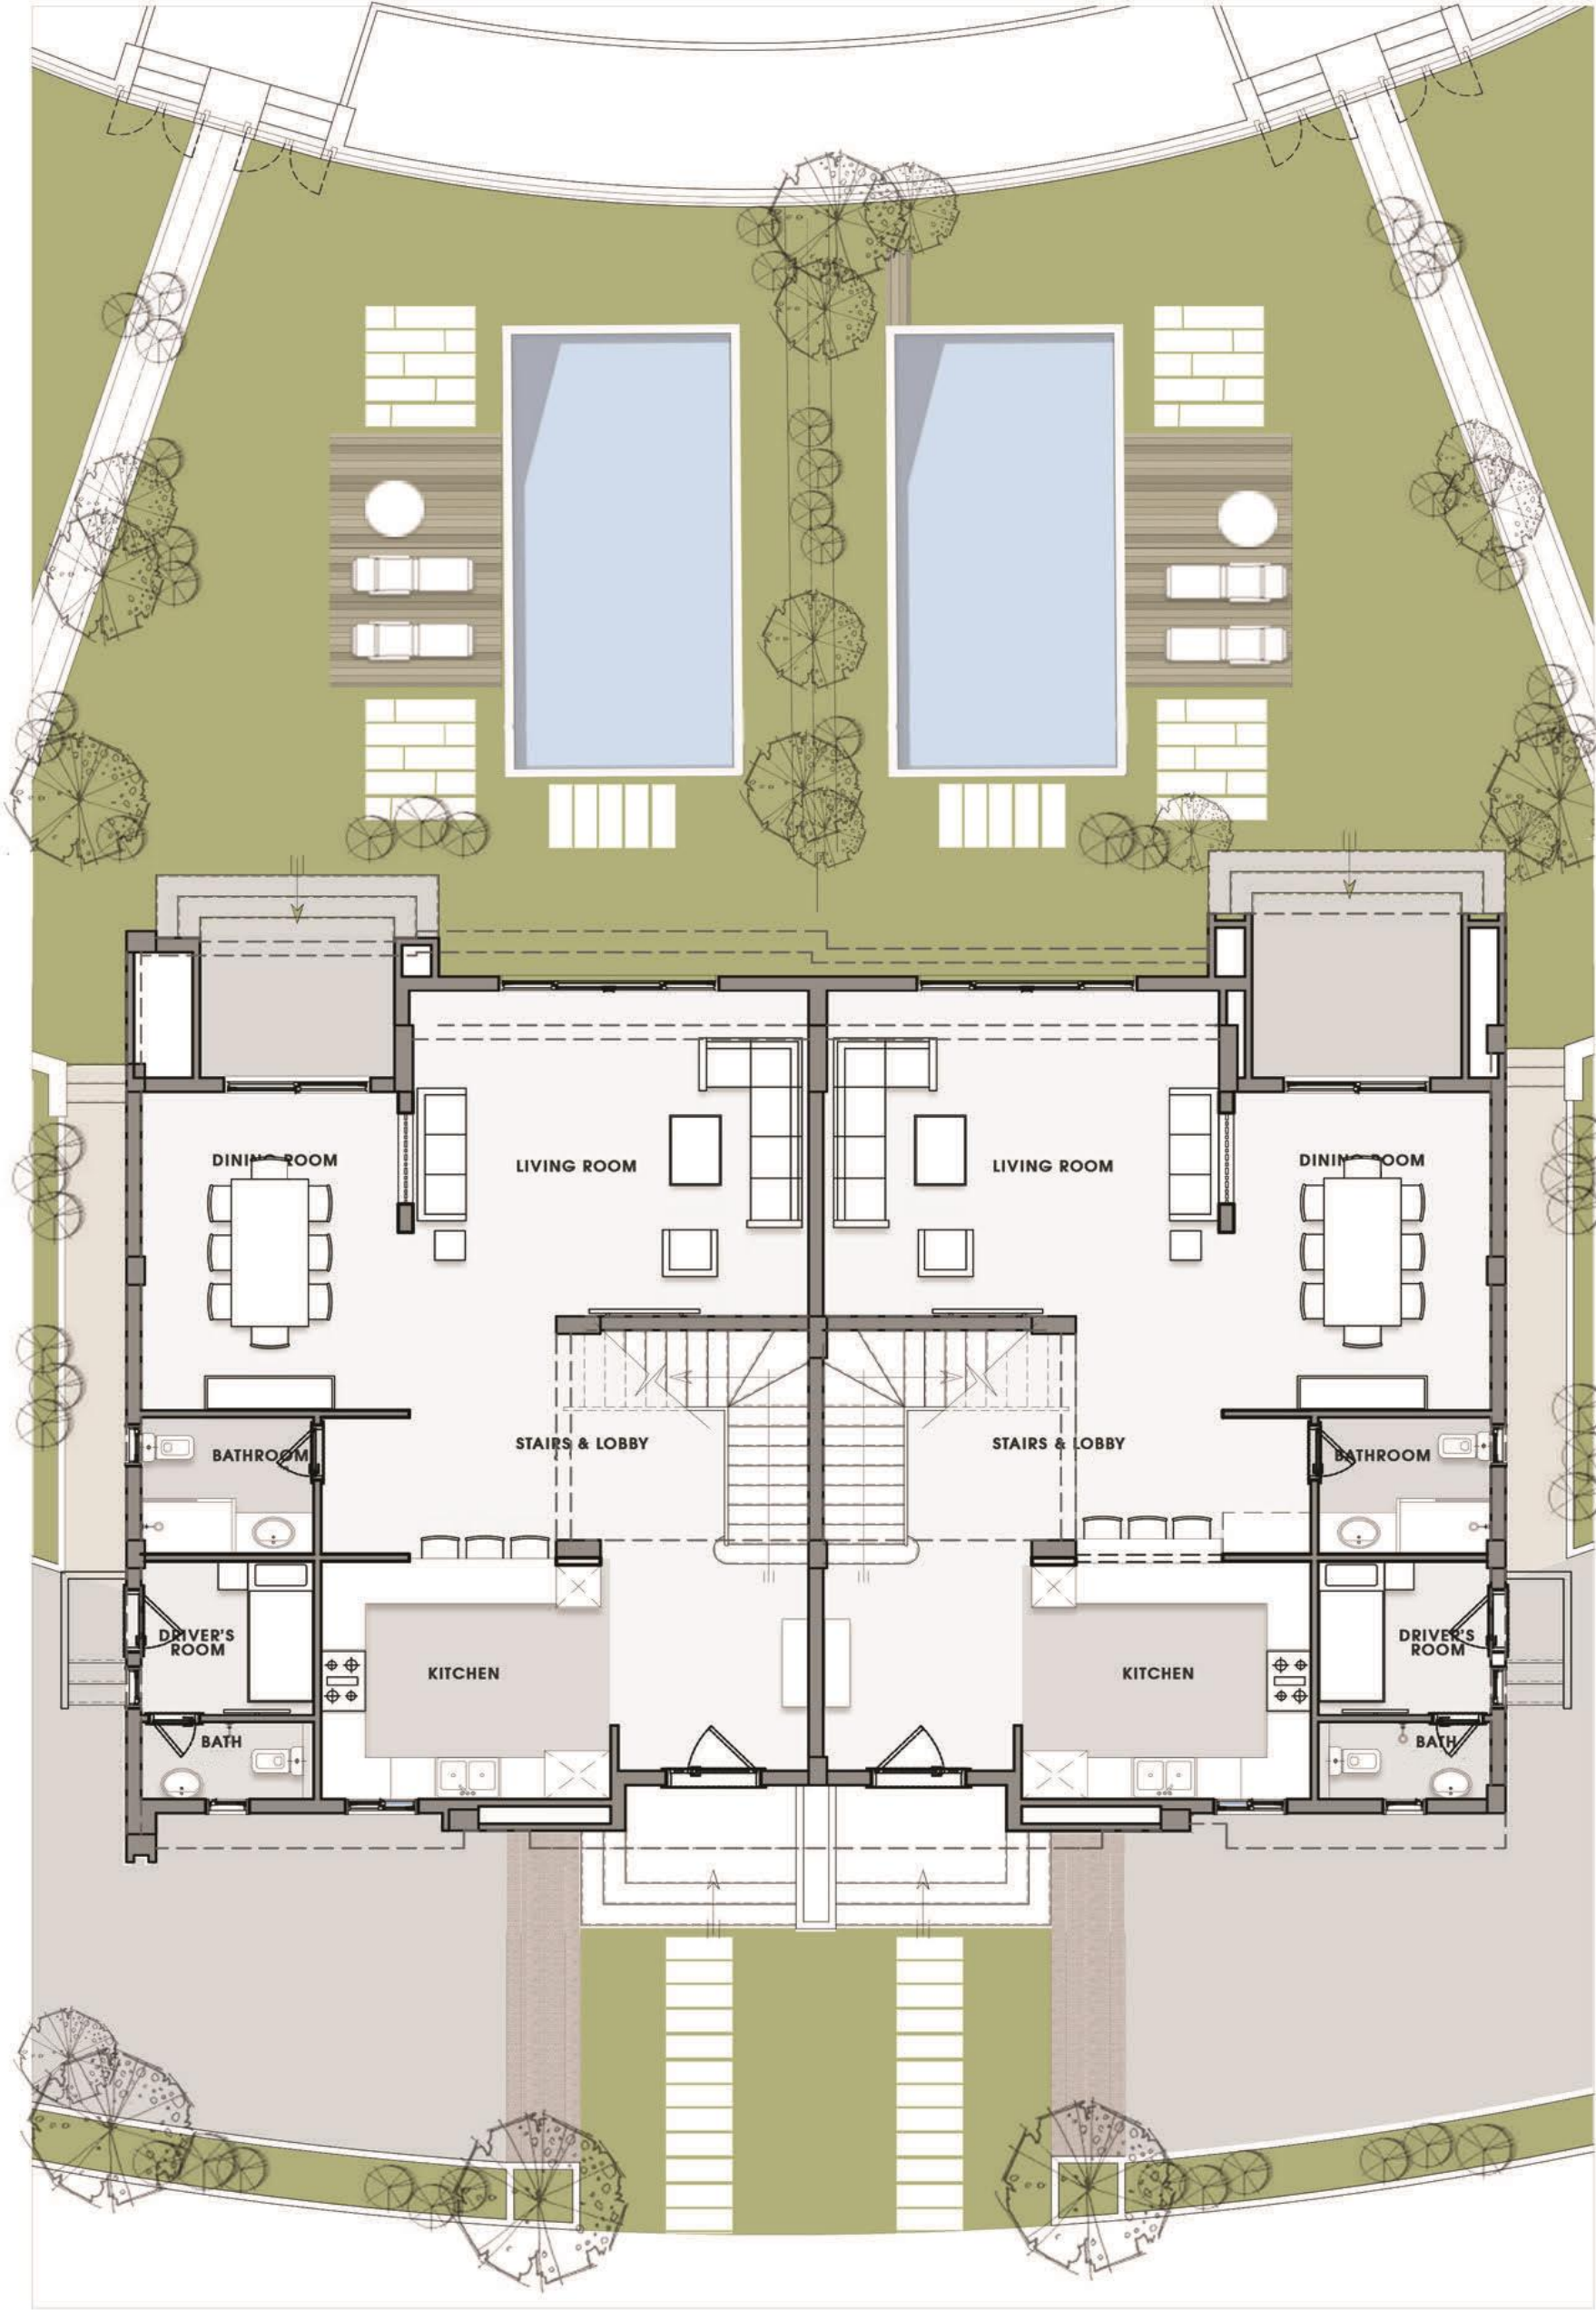 DINING ROOM
LIVING ROOM
LIVING ROOM
DINING ROOM
BATHROOM
STAIRS & LOBBY
STAIRS & LOBBY
BATHROOM
DRIVER'S
ROOM
KITCHEN
KITCHEN
DRIVER'S
ROOM
BATH
BATH